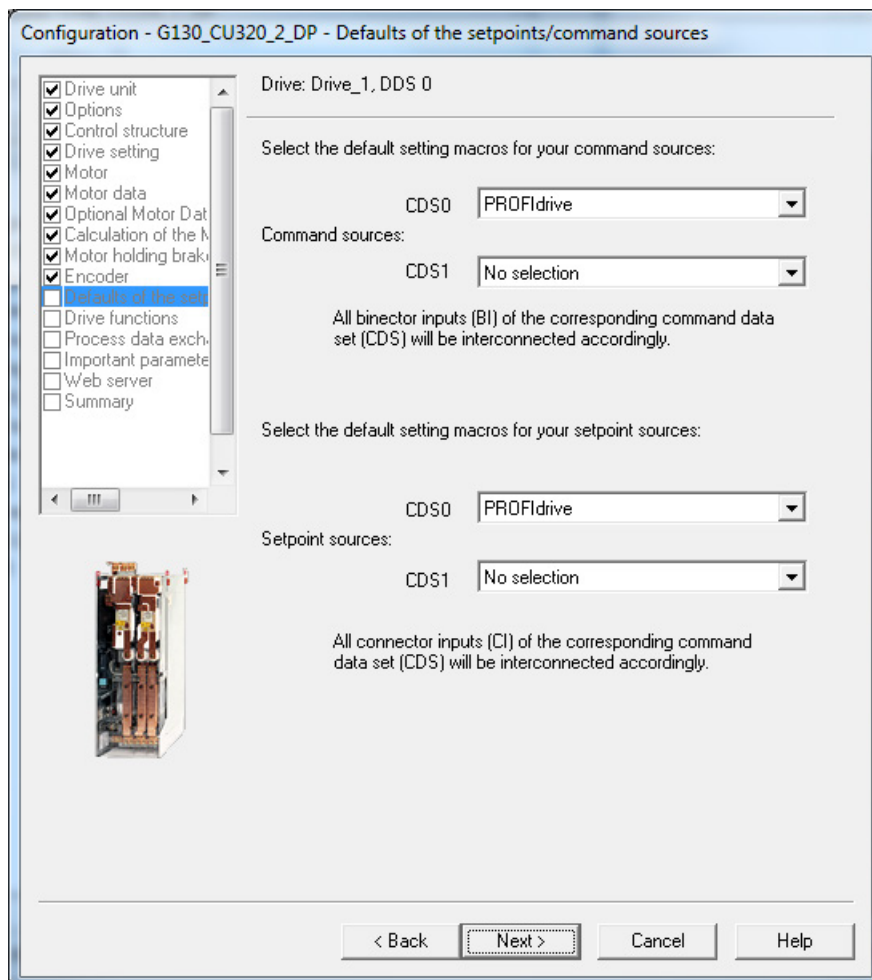 Configuration - G130_CU320_2_DP - Defaults of the setpoints/command sources
Drive unit
Options
Control structure
Drive setting
Motor
Motor data
Optional Motor Dat
Calculation of the M
Motor holding brak
Encoder
Defaults of the setp
Drive functions
Process data exch
Important paramete
Web server
Summary
Drive: Drive_1, DDS 0
Select the default setting macros for your command sources:
CDS0 PROFIdrive
Command sources:
CDS1 No selection
All binector inputs (BI) of the corresponding command data
set (CDS) will be interconnected accordingly.
Select the default setting macros for your setpoint sources:
CDS0 PROFIdrive
Setpoint sources:
CDS1 No selection
All connector inputs (CI) of the corresponding command
data set (CDS) will be interconnected accordingly.
< Back Next > Cancel Help